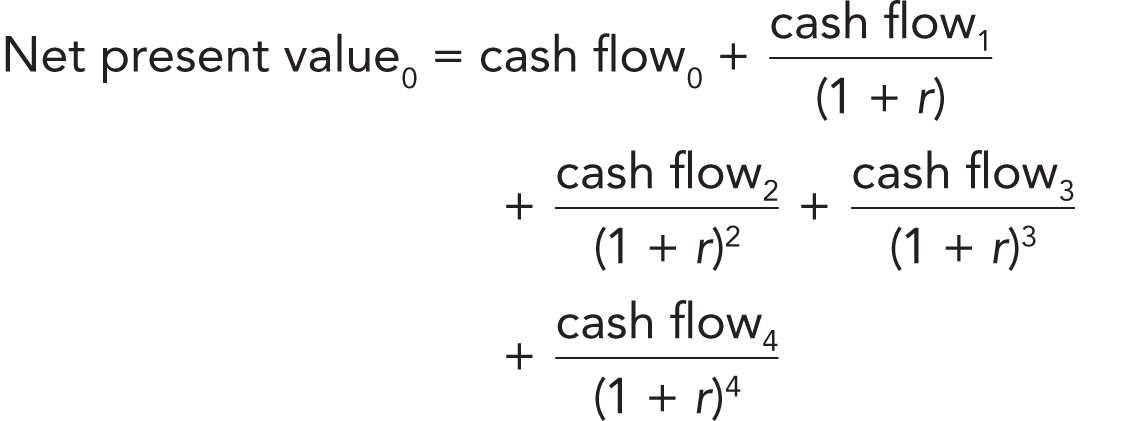 Net present value₀ = cash flow₀ + cash flow₁ / (1 + r)
+ cash flow₂ / (1 + r)² + cash flow₃ / (1 + r)³
+ cash flow₄ / (1 + r)⁴